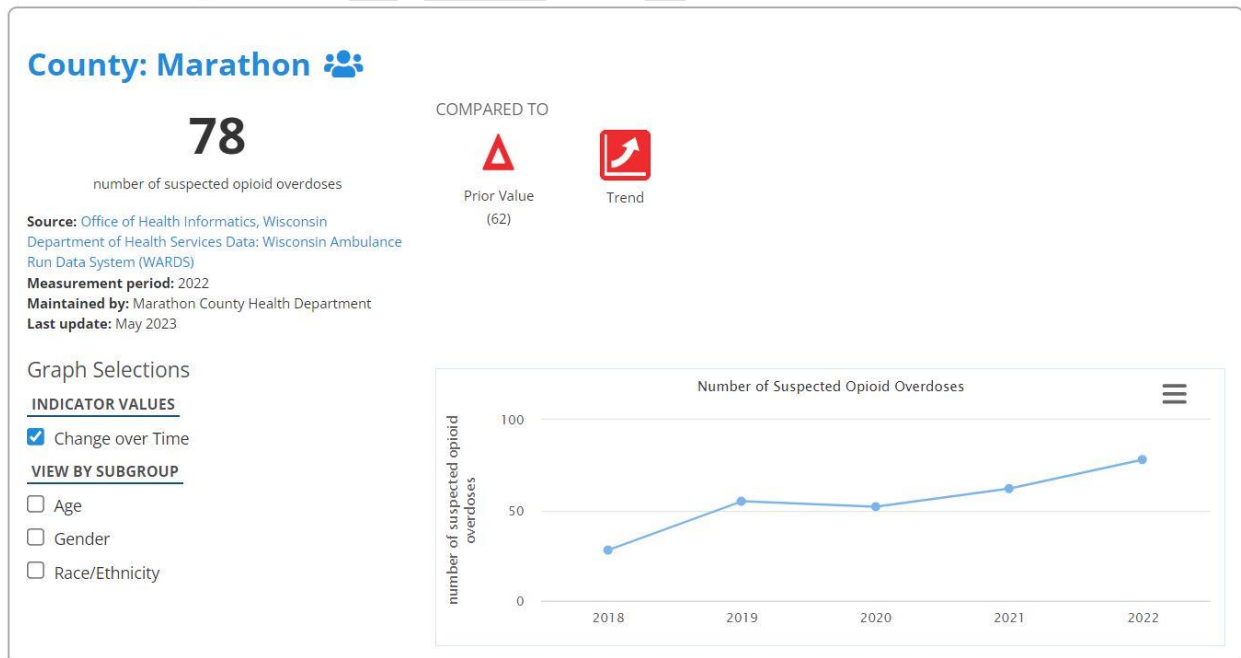 County: Marathon
78
number of suspected opioid overdoses
Source: Office of Health Informatics, Wisconsin
Department of Health Services Data: Wisconsin Ambulance
Run Data System (WARDS)
Measurement period: 2022
Maintained by: Marathon County Health Department
Last update: May 2023
COMPARED TO
Prior Value
(62)
Trend
Graph Selections
INDICATOR VALUES
Change over Time
VIEW BY SUBGROUP
Age
Gender
Race/Ethnicity
Number of Suspected Opioid Overdoses
number of suspected opioid
overdoses
100
50
0
2018 2019 2020 2021 2022